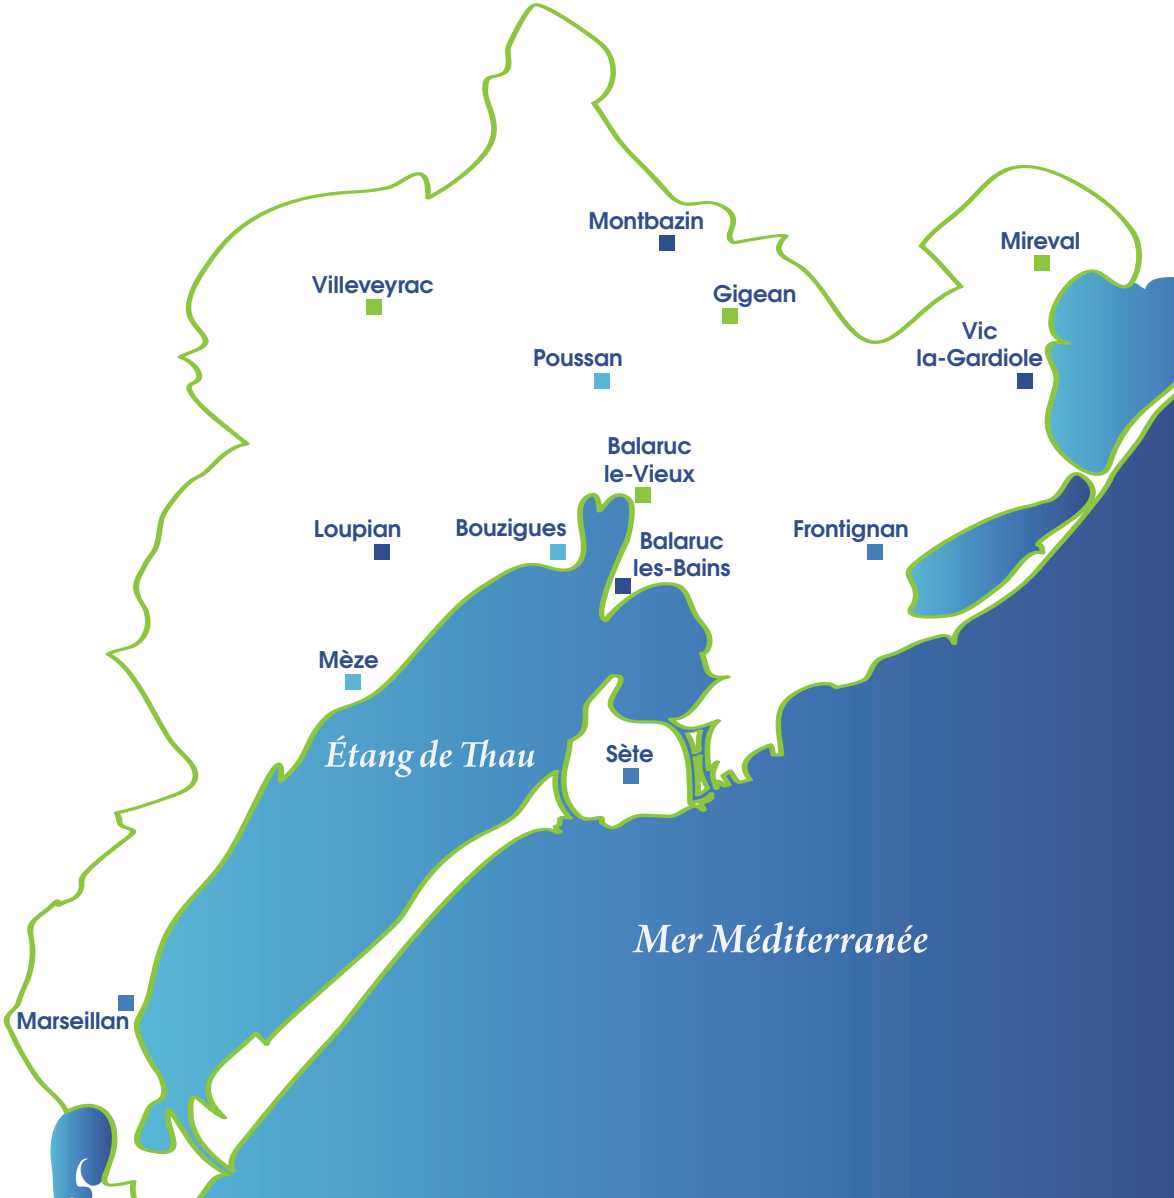 Montbazin
Mireval
Villeveyrac
Gigean
Vic
la-Gardiole
Poussan
Balaruc
le-Vieux
Loupian
Bouzigues
Frontignan
Balaruc
les-Bains
Mèze
Étang de Thau
Sète
Mer Méditerranée
Marseillan